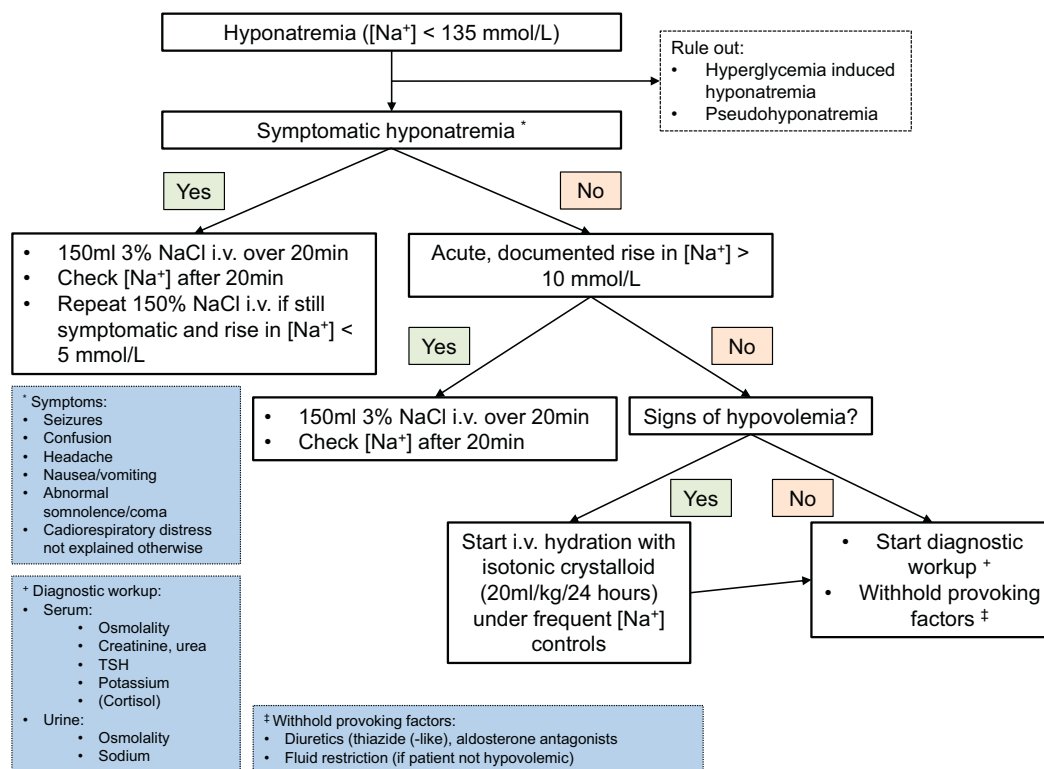 Hyponatremia ([Na⁺] < 135 mmol/L)
Rule out:
• Hyperglycemia induced
hyponatremia
• Pseudohyponatremia
Symptomatic hyponatremia *
Yes
No
• 150ml 3% NaCl i.v. over 20min
• Check [Na⁺] after 20min
• Repeat 150% NaCl i.v. if still
symptomatic and rise in [Na⁺] <
5 mmol/L
Acute, documented rise in [Na⁺] >
10 mmol/L
Yes
No
• 150ml 3% NaCl i.v. over 20min
• Check [Na⁺] after 20min
Signs of hypovolemia?
* Symptoms:
• Seizures
• Confusion
• Headache
• Nausea/vomiting
• Abnormal
somnolence/coma
• Cadiorespiratory distress
not explained otherwise
Yes
No
Start i.v. hydration with
isotonic crystalloid
(20ml/kg/24 hours)
under frequent [Na⁺]
controls
• Start diagnostic
workup ⁺
• Withhold provoking
factors ‡
⁺ Diagnostic workup:
• Serum:
• Osmolality
• Creatinine, urea
• TSH
• Potassium
• (Cortisol)
• Urine:
• Osmolality
• Sodium
‡ Withhold provoking factors:
• Diuretics (thiazide (-like), aldosterone antagonists
• Fluid restriction (if patient not hypovolemic)